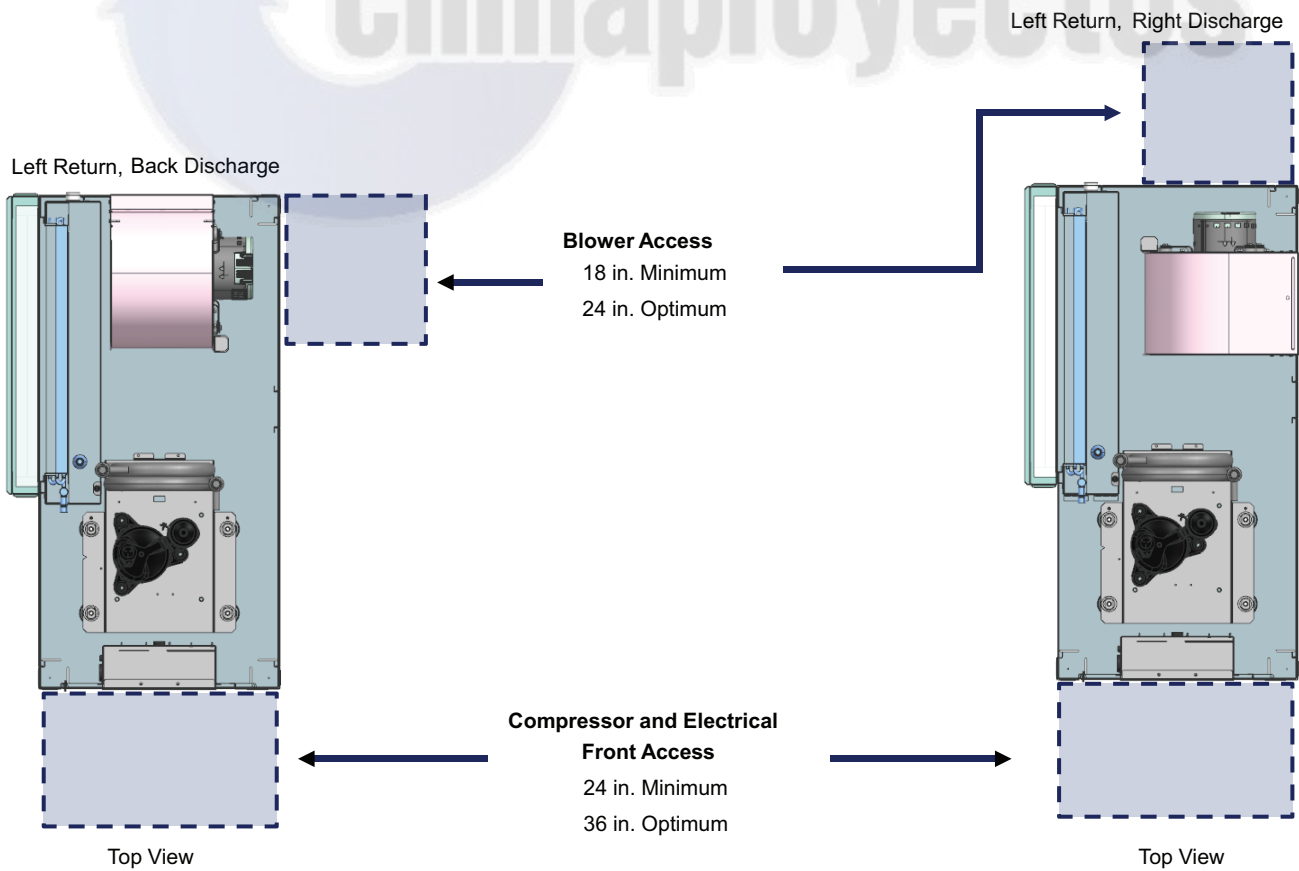 Left Return, Right Discharge
Left Return, Back Discharge
Blower Access
18 in. Minimum
24 in. Optimum
Compressor and Electrical
Front Access
24 in. Minimum
36 in. Optimum
Top View
Top View